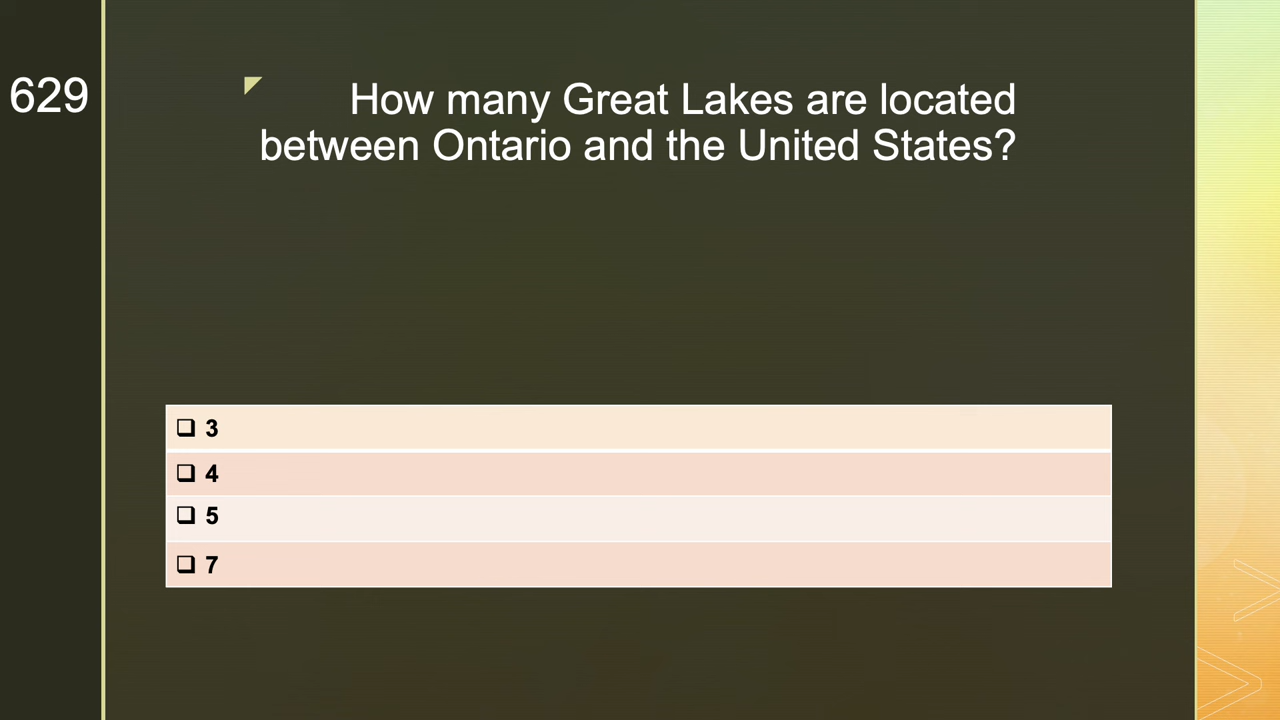 629
How many Great Lakes are located
between Ontario and the United States?
❑ 3
❑ 4
❑ 5
❑ 7